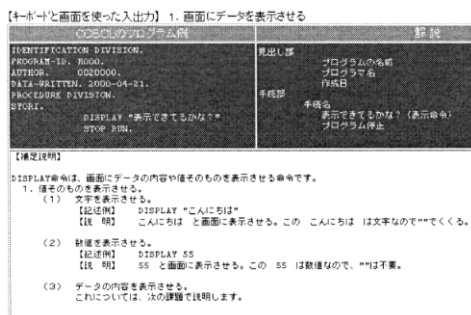 【キーボードと画面を使った入出力】 1. 画面にデータを表示させる
COBOLのプログラム例
解 説
IDENTIFICATION DIVISION.
見出し部
PROGRAM-ID. R000.
プログラムの名前
AUTHOR. 0020000.
プログラマ名
DATA-WRITTEN. 2000-04-21.
作成日
PROCEDURE DIVISION.
手続部
SYORI.
手続名
DISPLAY "表示できてるかな?"
表示できてるかな?(表示命令)
STOP RUN.
プログラム停止
【補足説明】
DISPLAY命令は、画面にデータの内容や値そのものを表示させる命令です。
1. 値そのものを表示させる。
(1) 文字を表示させる。
【記述例】 DISPLAY "こんにちは"
【説 明】 こんにちは と画面に表示させる。この こんにちは は文字なので""でくくる。
(2) 数値を表示させる。
【記述例】 DISPLAY 55
【説 明】 55 と画面に表示させる。この 55 は数値なので、""は不要。
(3) データの内容を表示させる。
これについては、次の課題で説明します。